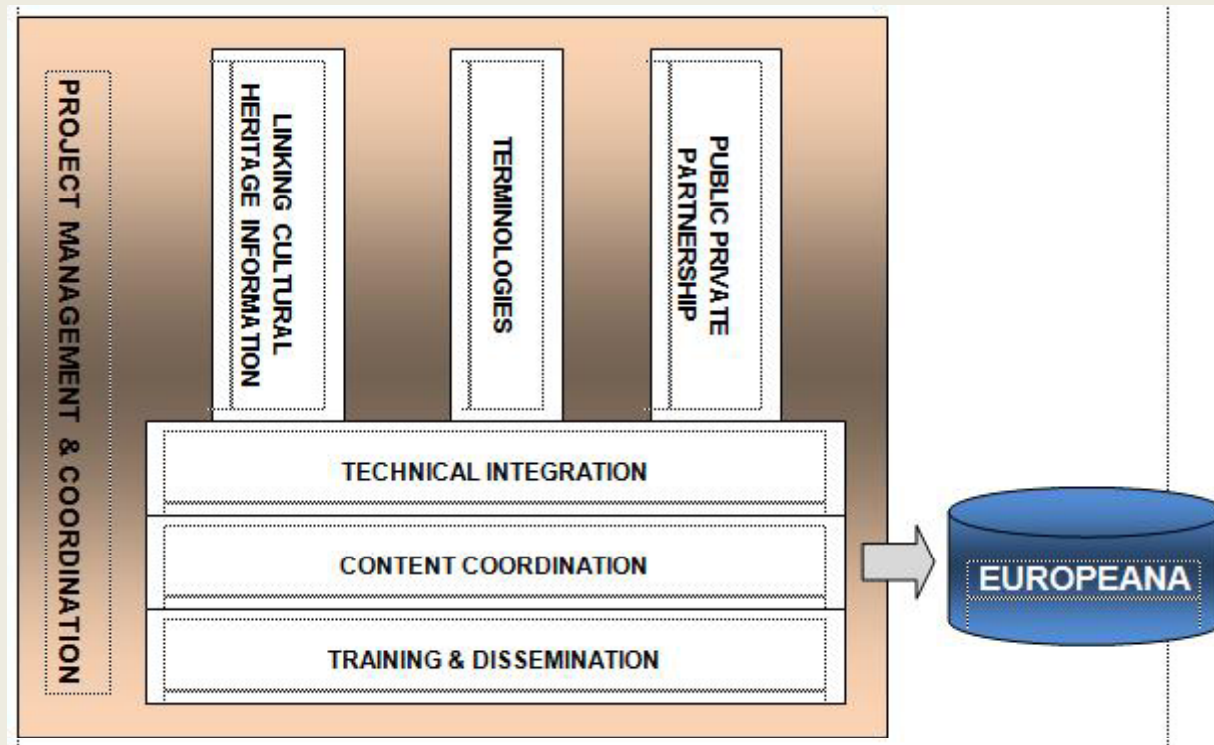 PROJECT MANAGEMENT & COORDINATION
LINKING CULTURAL
HERITAGE INFORMATION
TERMINOLOGIES
PUBLIC PRIVATE
PARTNERSHIP
TECHNICAL INTEGRATION
CONTENT COORDINATION
TRAINING & DISSEMINATION
EUROPEANA